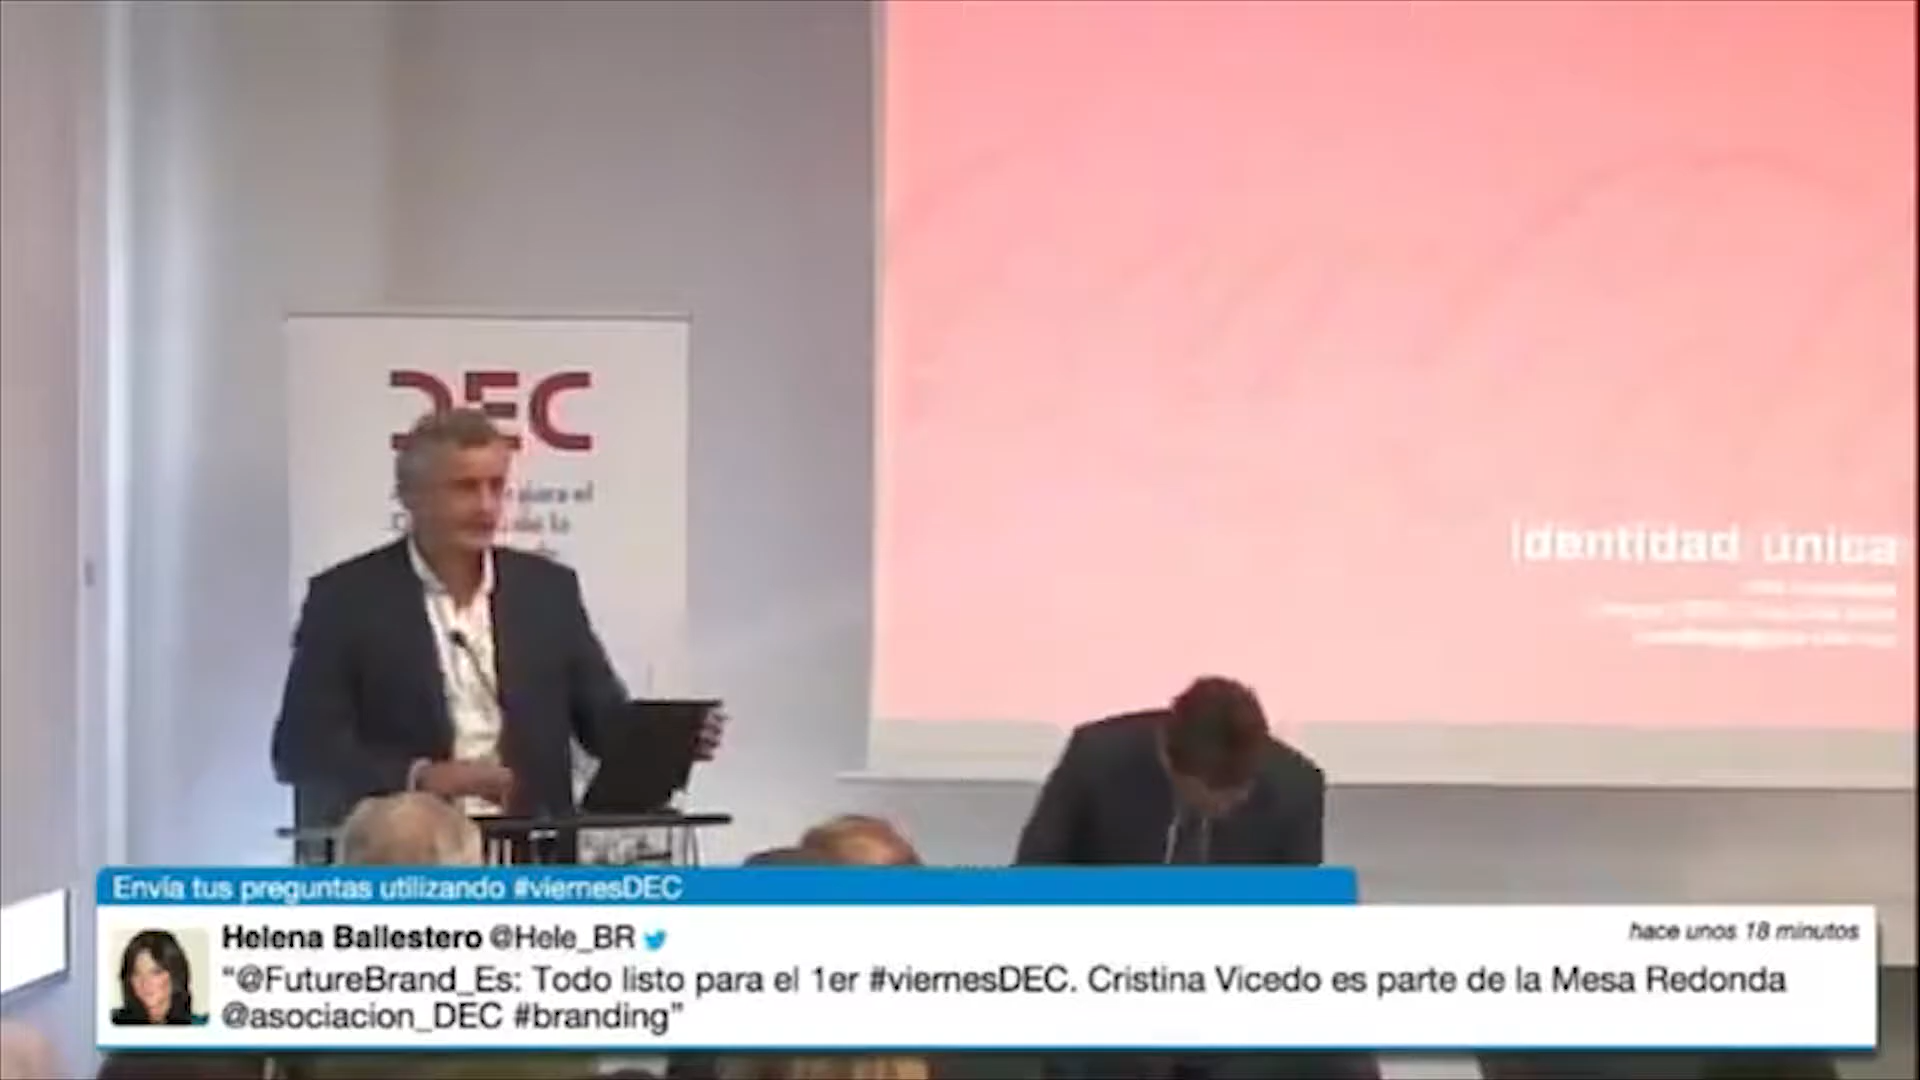 DEC
Identidad única
Envía tus preguntas utilizando #viernesDEC
Helena Ballestero @Hele_BR
hace unos 18 minutos
“@FutureBrand_Es: Todo listo para el 1er #viernesDEC. Cristina Vicedo es parte de la Mesa Redonda
@asociacion_DEC #branding”